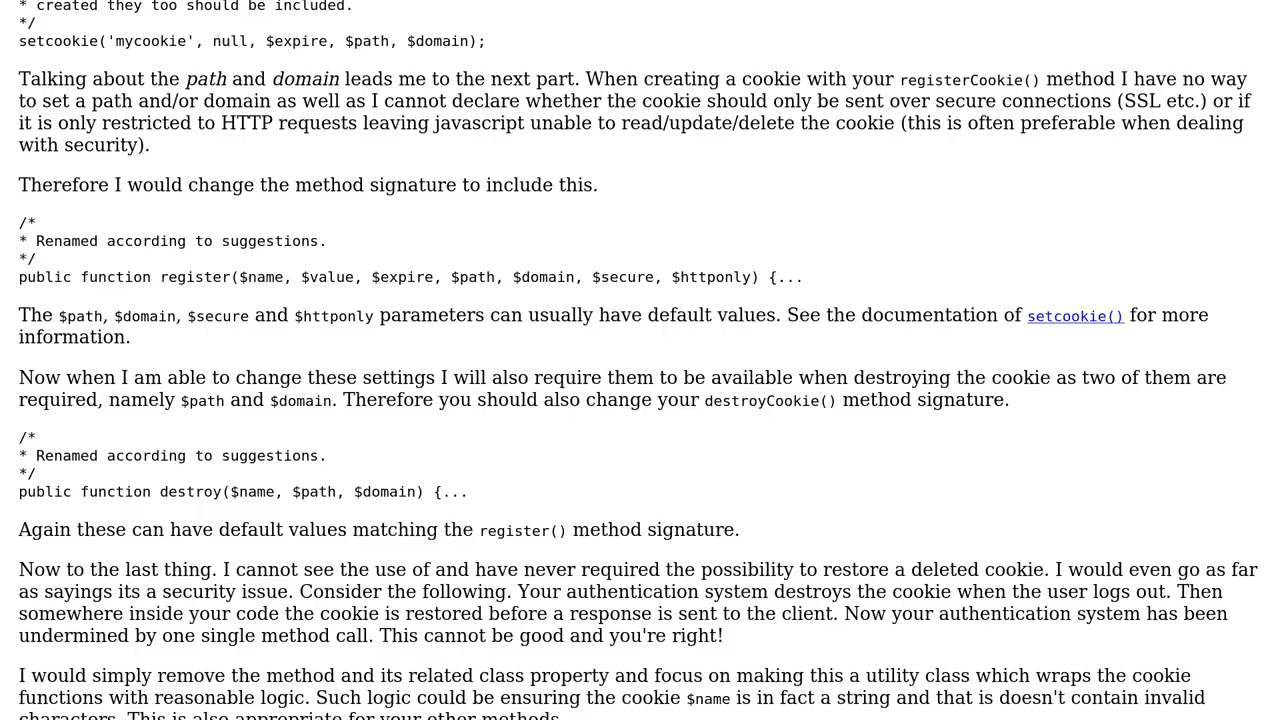 * created they too should be included.
*/
setcookie('mycookie', null, $expire, $path, $domain);
Talking about the path and domain leads me to the next part. When creating a cookie with your registerCookie() method I have no way
to set a path and/or domain as well as I cannot declare whether the cookie should only be sent over secure connections (SSL etc.) or if
it is only restricted to HTTP requests leaving javascript unable to read/update/delete the cookie (this is often preferable when dealing
with security).
Therefore I would change the method signature to include this.
/*
* Renamed according to suggestions.
*/
public function register($name, $value, $expire, $path, $domain, $secure, $httponly) {...
The $path, $domain, $secure and $httponly parameters can usually have default values. See the documentation of setcookie() for more
information.
Now when I am able to change these settings I will also require them to be available when destroying the cookie as two of them are
required, namely $path and $domain. Therefore you should also change your destroyCookie() method signature.
/*
* Renamed according to suggestions.
*/
public function destroy($name, $path, $domain) {...
Again these can have default values matching the register() method signature.
Now to the last thing. I cannot see the use of and have never required the possibility to restore a deleted cookie. I would even go as far
as sayings its a security issue. Consider the following. Your authentication system destroys the cookie when the user logs out. Then
somewhere inside your code the cookie is restored before a response is sent to the client. Now your authentication system has been
undermined by one single method call. This cannot be good and you're right!
I would simply remove the method and its related class property and focus on making this a utility class which wraps the cookie
functions with reasonable logic. Such logic could be ensuring the cookie $name is in fact a string and that is doesn't contain invalid
characters. This is also appropriate for your other methods.